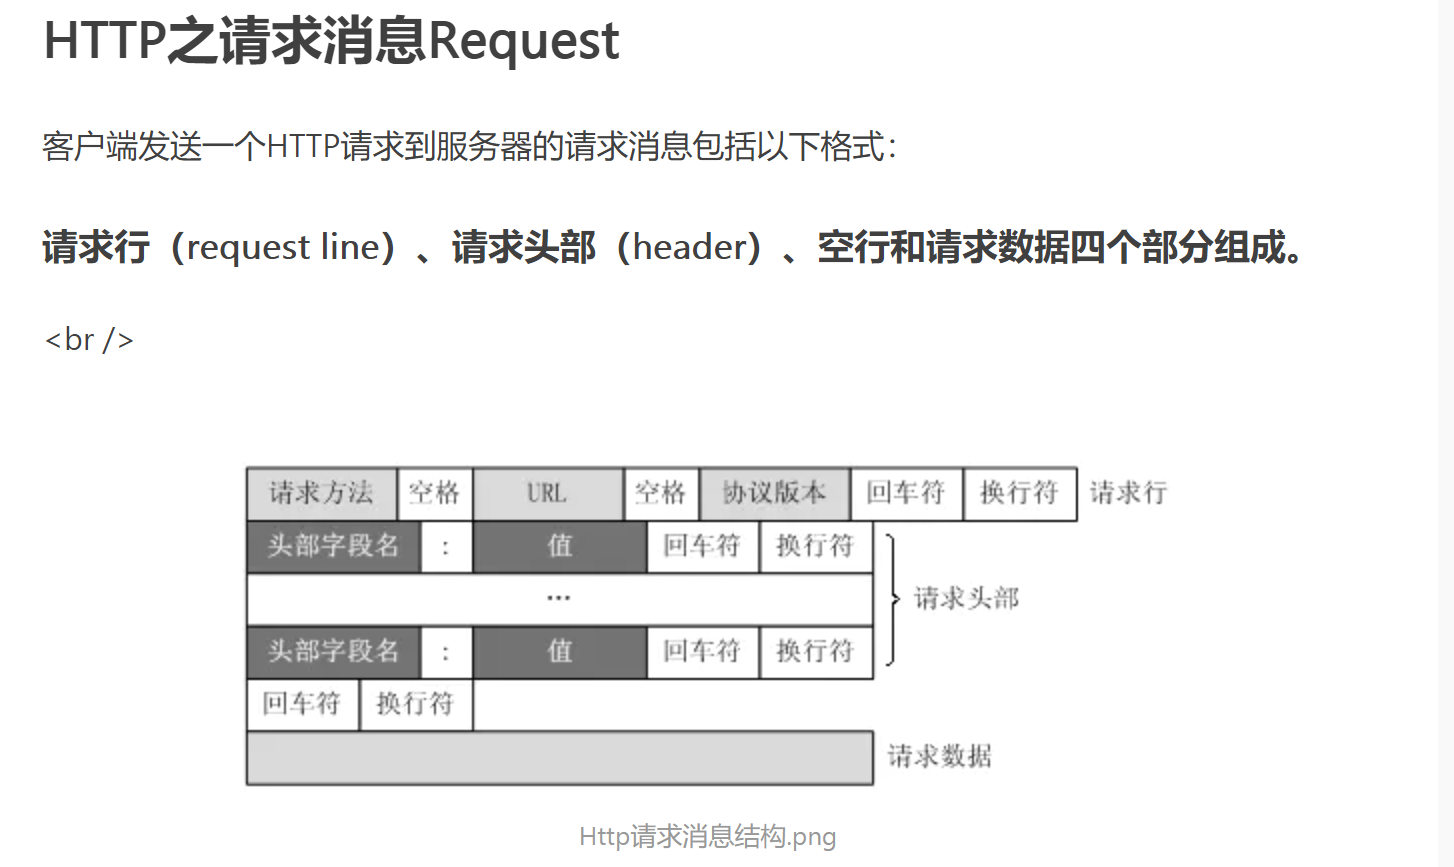 HTTP之请求消息Request
客户端发送一个HTTP请求到服务器的请求消息包括以下格式：
请求行（request line）、请求头部（header）、空行和请求数据四个部分组成。
<br />
请求方法 空格 URL 空格 协议版本 回车符 换行符 请求行
头部字段名 : 值 回车符 换行符
... 请求头部
头部字段名 : 值 回车符 换行符
回车符 换行符
请求数据
Http请求消息结构.png